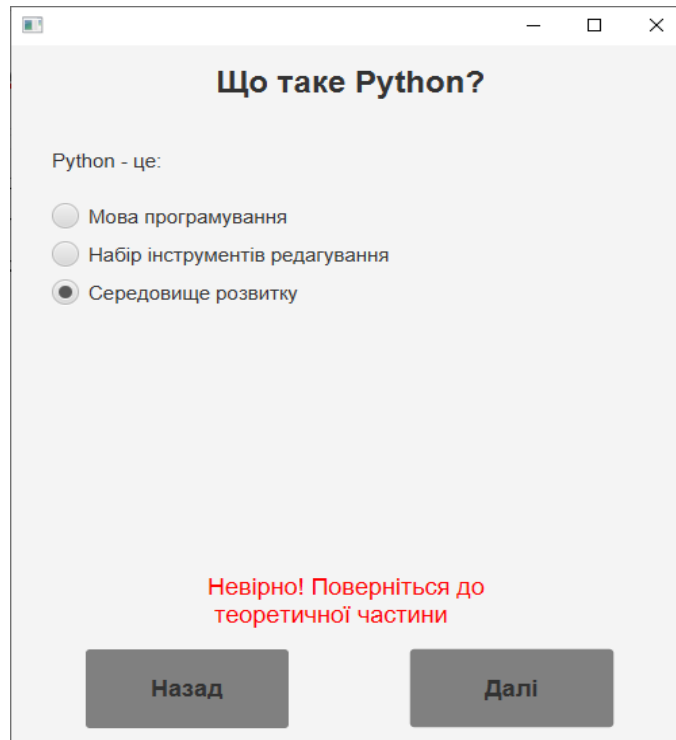 Що таке Python?
Python - це:
Мова програмування
Набір інструментів редагування
Середовище розвитку
Невірно! Поверніться до
теоретичної частини
Назад
Далі